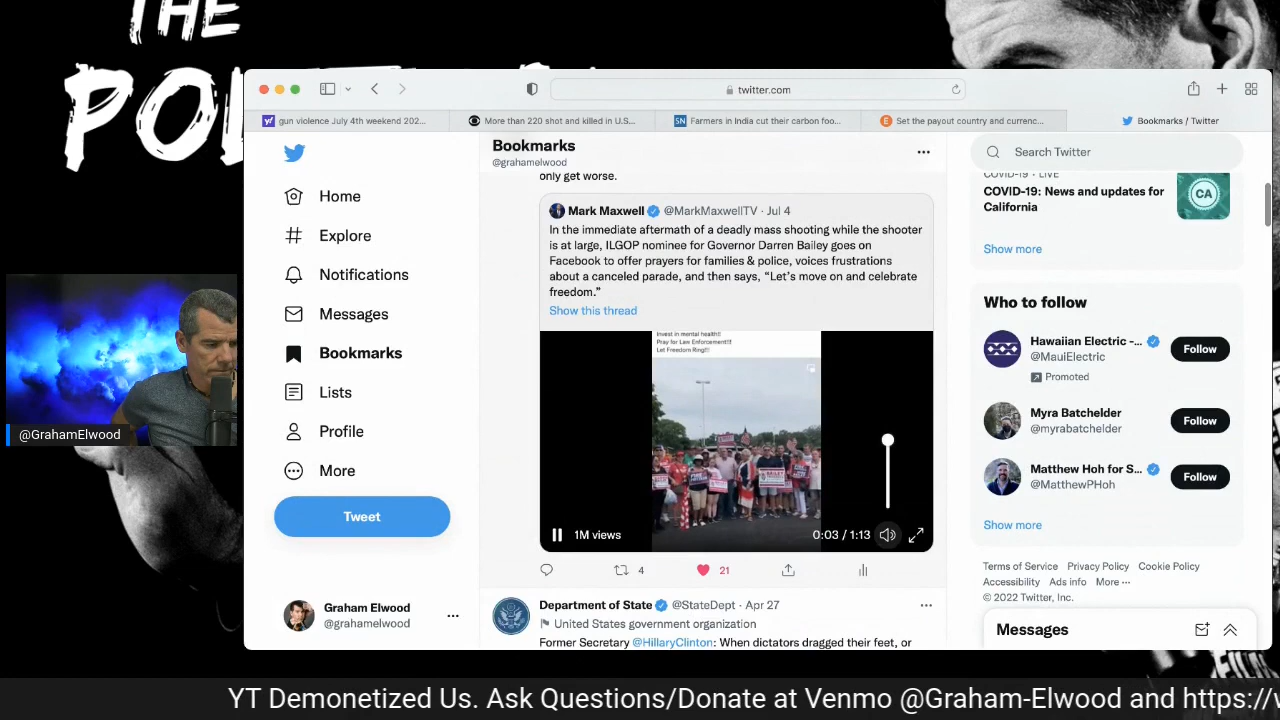 THE
twitter.com
gun violence July 4th weekend 202...
More than 220 shot and killed in U.S...
Farmers in India cut their carbon foo...
Set the payout country and currenc...
Bookmarks / Twitter
Home
Explore
Notifications
Messages
Bookmarks
Lists
Profile
More
Tweet
Graham Elwood
@grahamelwood
@GrahamElwood
Bookmarks
@grahamelwood
only get worse.
Mark Maxwell @MarkMaxwellTV · Jul 4
In the immediate aftermath of a deadly mass shooting while the shooter
is at large, ILGOP nominee for Governor Darren Bailey goes on
Facebook to offer prayers for families & police, voices frustrations
about a canceled parade, and then says, “Let’s move on and celebrate
freedom.”
Show this thread
Invest in mental health!!
Pray for Law Enforcement!!!
Let Freedom Ring!!!
1M views
0:03 / 1:13
4
21
Department of State @StateDept · Apr 27
United States government organization
Former Secretary @HillaryClinton: When dictators dragged their feet, or
Search Twitter
COVID-19 · LIVE
COVID-19: News and updates for
California
CA
Show more
Who to follow
Hawaiian Electric -...
@MauiElectric
Promoted
Follow
Myra Batchelder
@myrabatchelder
Follow
Matthew Hoh for S...
@MatthewPHoh
Follow
Show more
Terms of Service Privacy Policy Cookie Policy
Accessibility Ads info More ···
© 2022 Twitter, Inc.
Messages
YT Demonetized Us. Ask Questions/Donate at Venmo @Graham-Elwood and https://